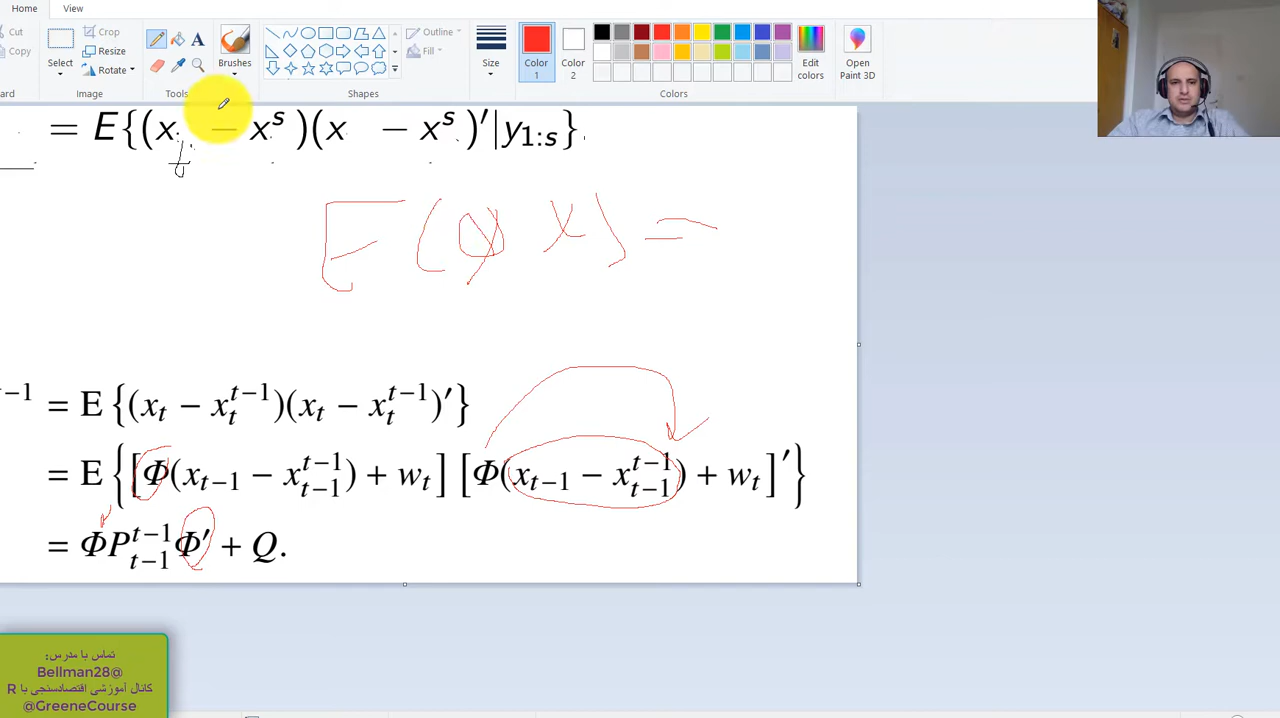 Home View
Cut Crop Outline
Copy Resize Fill
Select Rotate Brushes Size Color 1 Color 2 Edit colors Open Paint 3D
Image Tools Shapes Colors
= E{(x_t − x^s)(x − x^s)′|y_{1:s}}
E(Φ X) =
t−1 = E{(x_t − x_t^{t−1})(x_t − x_t^{t−1})′}
= E{[Φ(x_{t−1} − x_{t−1}^{t−1}) + w_t][Φ(x_{t−1} − x_{t−1}^{t−1}) + w_t]′}
= ΦP_{t−1}^{t−1}Φ′ + Q.
تماس با مدرس:
@Bellman28
کانال آموزشی اقتصادسنجی با R
@GreeneCourse